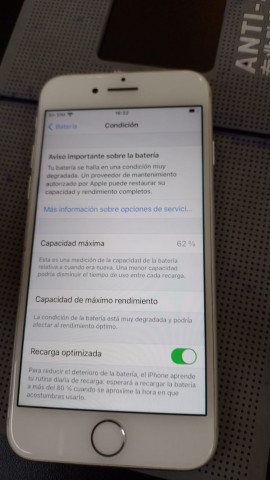 Sin SIM
16:33
Batería
Condición
Aviso importante sobre la batería
Tu batería se halla en una condición muy
degradada. Un proveedor de mantenimiento
autorizado por Apple puede restaurar su
capacidad y rendimiento completos.
Más información sobre opciones de servici...
Capacidad máxima 62 %
Esta es una medición de la capacidad de la batería
relativa a cuando era nueva. Una menor capacidad
podría disminuir el tiempo de uso entre cada recarga.
Capacidad de máximo rendimiento
La condición de la batería está muy degradada y podría
afectar al rendimiento óptimo.
Recarga optimizada
Para reducir el deterioro de la batería, el iPhone aprende
tu rutina diaria de recarga: esperará a recargar la batería
a más del 80 % cuando se aproxime la hora en que
acostumbras usarlo.
ANTI-